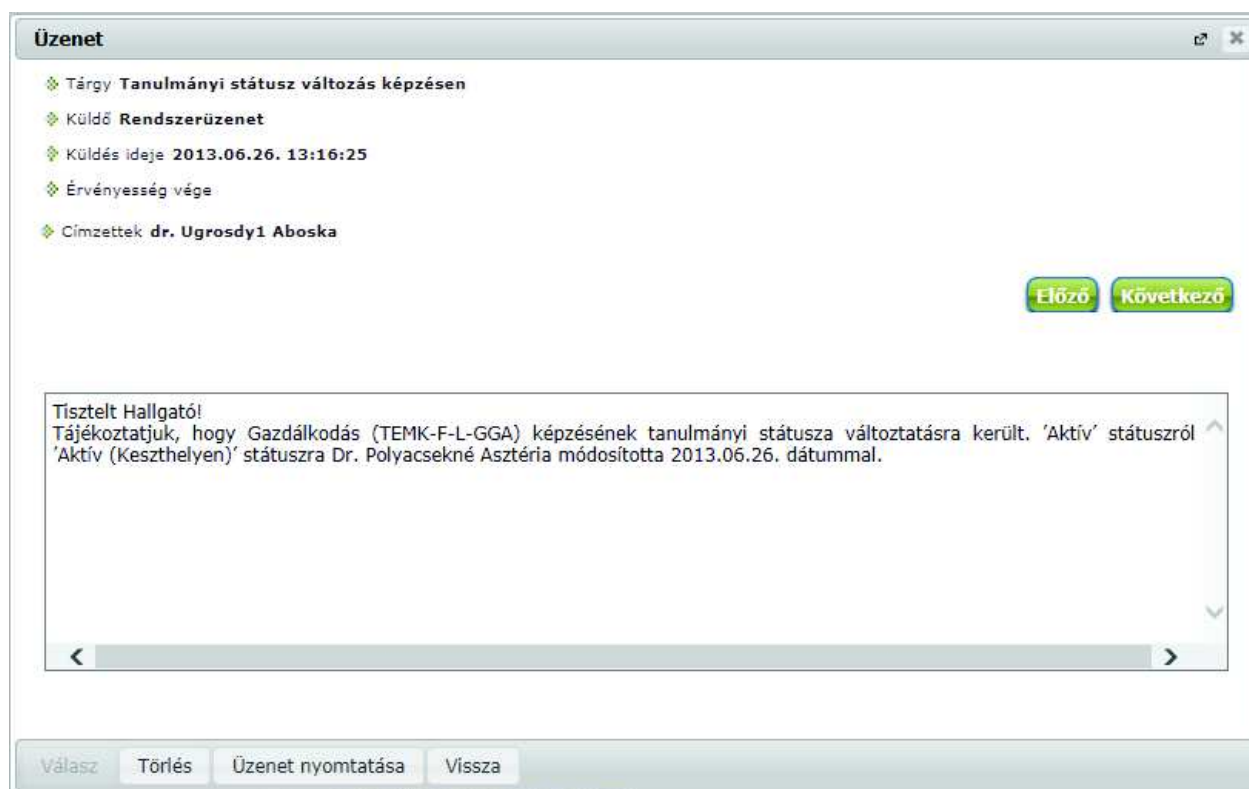 Üzenet
Tárgy Tanulmányi státusz változás képzésen
Küldő Rendszerüzenet
Küldés ideje 2013.06.26. 13:16:25
Érvényesség vége
Címzettek dr. Ugrosdy1 Aboska
Előző Következő
Tisztelt Hallgató!
Tájékoztatjuk, hogy Gazdálkodás (TEMK-F-L-GGA) képzésének tanulmányi státusza változtatásra került. ’Aktív’ státuszról
’Aktív (Keszthelyen)’ státuszra Dr. Polyacsekné Asztéria módosította 2013.06.26. dátummal.
Válasz Törlés Üzenet nyomtatása Vissza